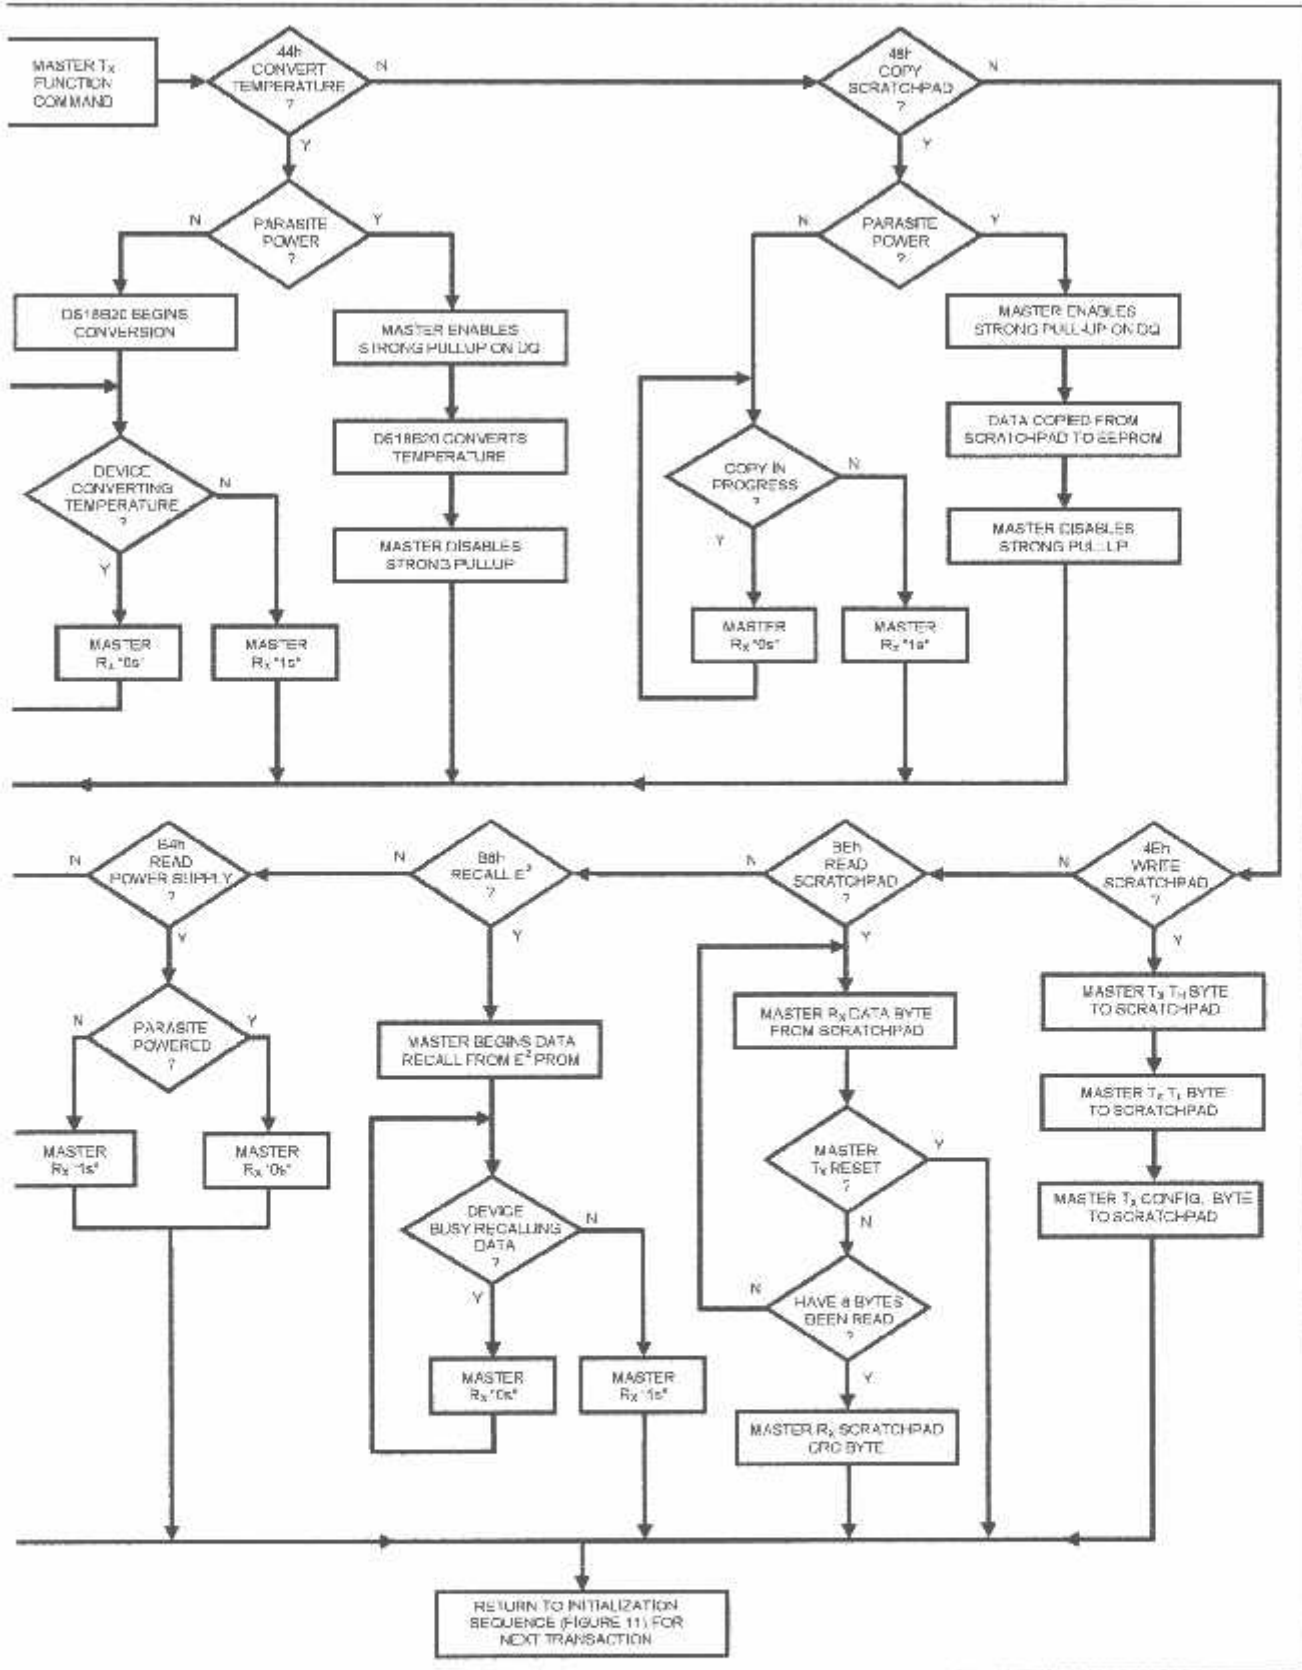 MASTER TX
FUNCTION
COMMAND
44h
CONVERT
TEMPERATURE
?
N
Y
48h
COPY
SCRATCHPAD
?
N
Y
PARASITE
POWER
?
N
Y
DS18B20 BEGINS
CONVERSION
MASTER ENABLES
STRONG PULLUP ON DQ
DS18B20 CONVERTS
TEMPERATURE
MASTER DISABLES
STRONG PULLUP
DEVICE
CONVERTING
TEMPERATURE
?
N
Y
MASTER
RX "0s"
MASTER
RX "1s"
PARASITE
POWER
?
N
Y
MASTER ENABLES
STRONG PULL-UP ON DQ
DATA COPIED FROM
SCRATCHPAD TO EEPROM
MASTER DISABLES
STRONG PULLUP
COPY IN
PROGRESS
?
N
Y
MASTER
RX "0s"
MASTER
RX "1s"
B4h
READ
POWER SUPPLY
?
N
Y
B8h
RECALL E²
?
N
Y
BEh
READ
SCRATCHPAD
?
N
Y
4Eh
WRITE
SCRATCHPAD
?
N
Y
PARASITE
POWERED
?
N
Y
MASTER
RX "1s"
MASTER
RX "0s"
MASTER BEGINS DATA
RECALL FROM E² PROM
DEVICE
BUSY RECALLING
DATA
?
N
Y
MASTER
RX "0s"
MASTER
RX "1s"
MASTER RX DATA BYTE
FROM SCRATCHPAD
MASTER
TX RESET
?
Y
N
HAVE 8 BYTES
BEEN READ
?
N
Y
MASTER RX SCRATCHPAD
CRC BYTE
MASTER TX TH BYTE
TO SCRATCHPAD
MASTER TX TL BYTE
TO SCRATCHPAD
MASTER TX CONFIG. BYTE
TO SCRATCHPAD
RETURN TO INITIALIZATION
SEQUENCE (FIGURE 11) FOR
NEXT TRANSACTION